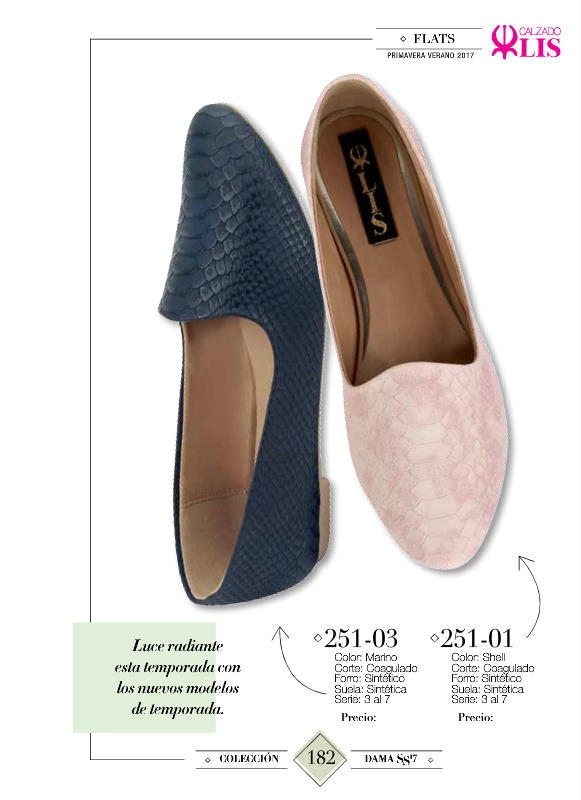 FLATS
PRIMAVERA VERANO 2017
CALZADO
LIS
LIS
Luce radiante
esta temporada con
los nuevos modelos
de temporada.
251-03
Color: Marino
Corte: Coagulado
Forro: Sintético
Suela: Sintética
Serie: 3 al 7
Precio:
251-01
Color: Shell
Corte: Coagulado
Forro: Sintético
Suela: Sintética
Serie: 3 al 7
Precio:
COLECCIÓN
182
DAMA SS'7